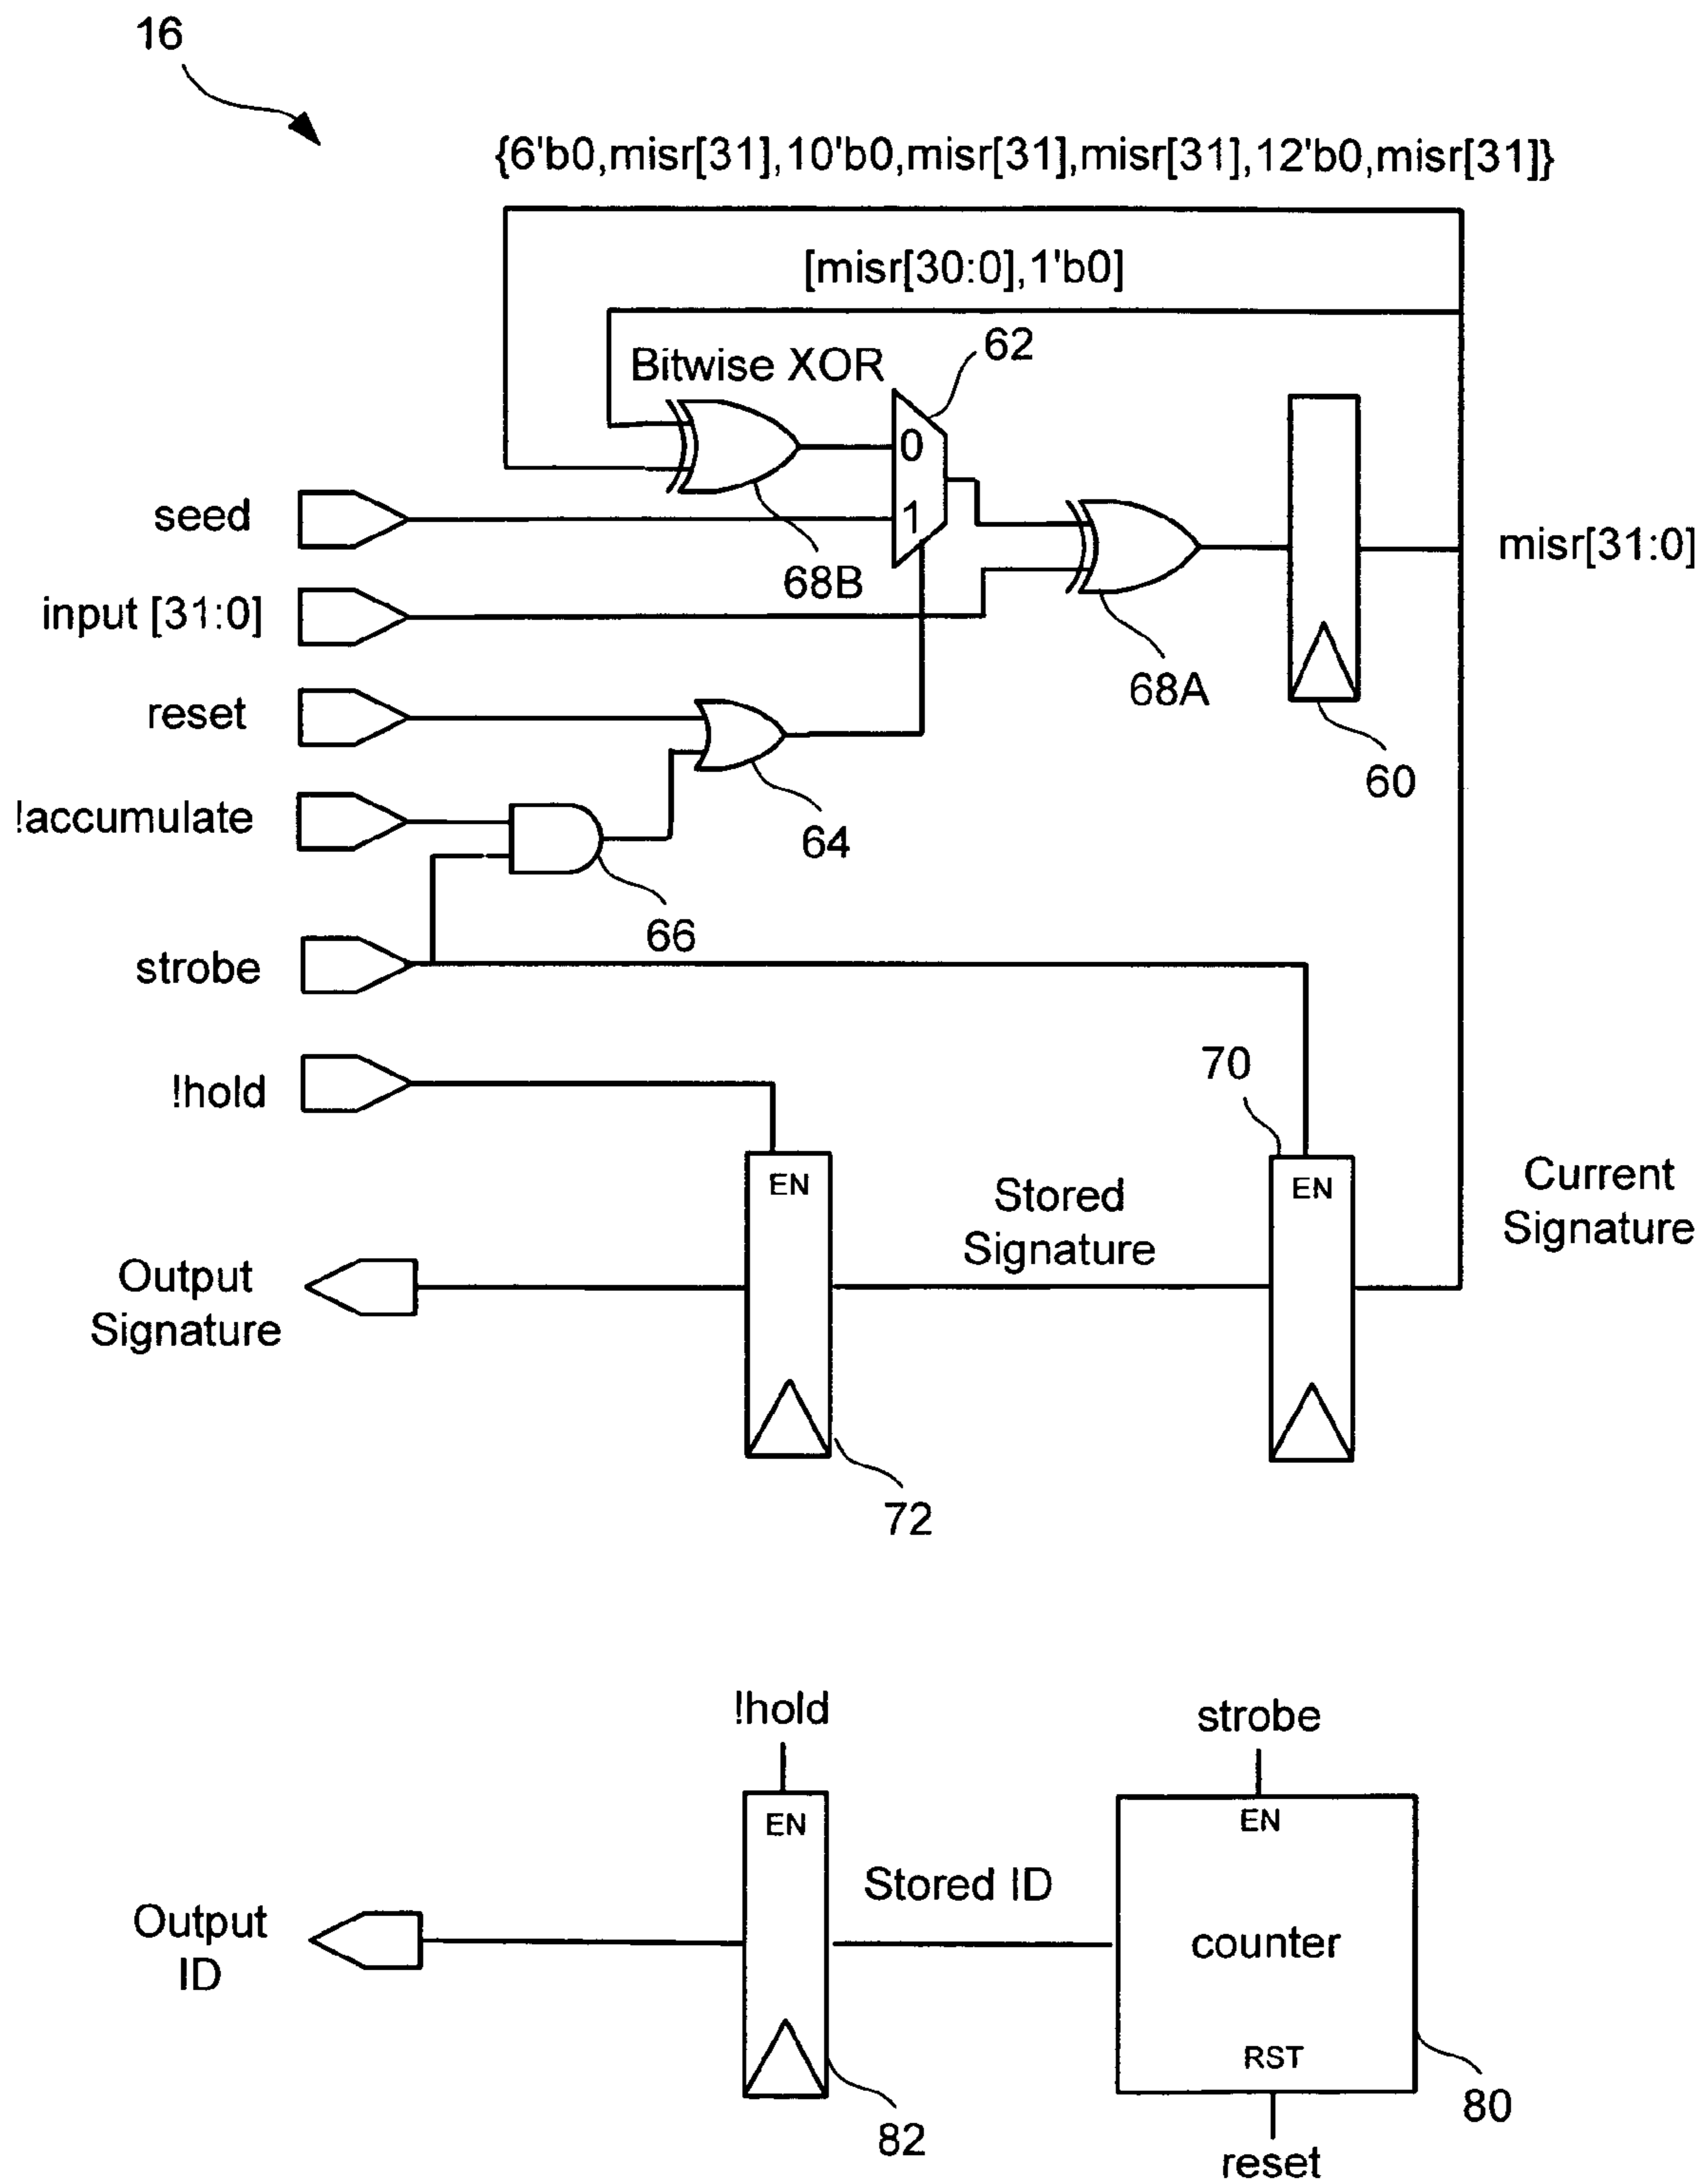 16
{6'b0,misr[31],10'b0,misr[31],misr[31],12'b0,misr[31]]}
[misr[30:0],1'b0]
Bitwise XOR
62
0
seed
1
68B
misr[31:0]
input [31:0]
68A
reset
60
!accumulate
64
66
strobe
!hold
70
EN
EN
Stored
Signature
Current
Signature
Output
Signature
72
!hold
strobe
EN
EN
Stored ID
Output
ID
counter
RST
80
82
reset